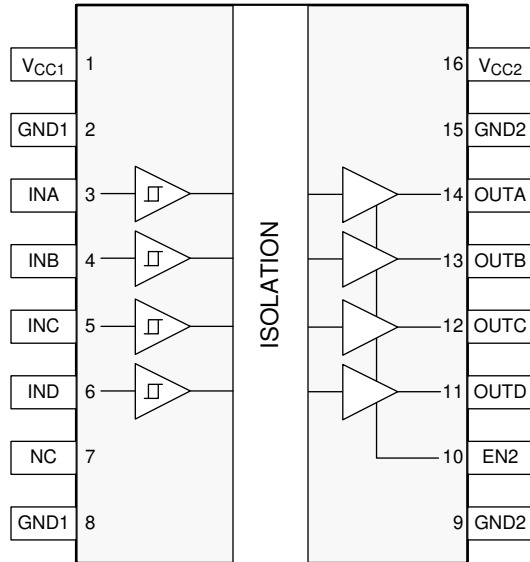 VCC1 1 16 VCC2
GND1 2 15 GND2
INA 3 14 OUTA
INB 4 13 OUTB
INC 5 12 OUTC
IND 6 11 OUTD
NC 7 10 EN2
GND1 8 9 GND2
ISOLATION